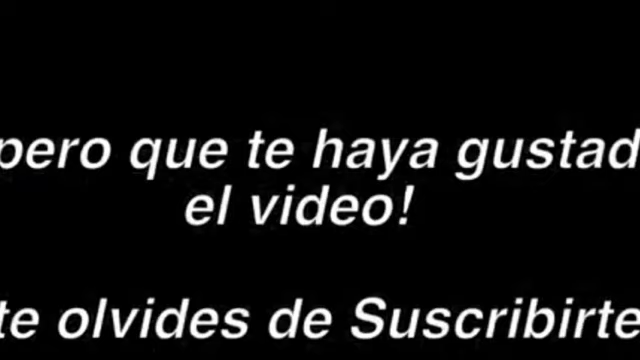 pero que te haya gustad
el video!
te olvides de Suscribirte